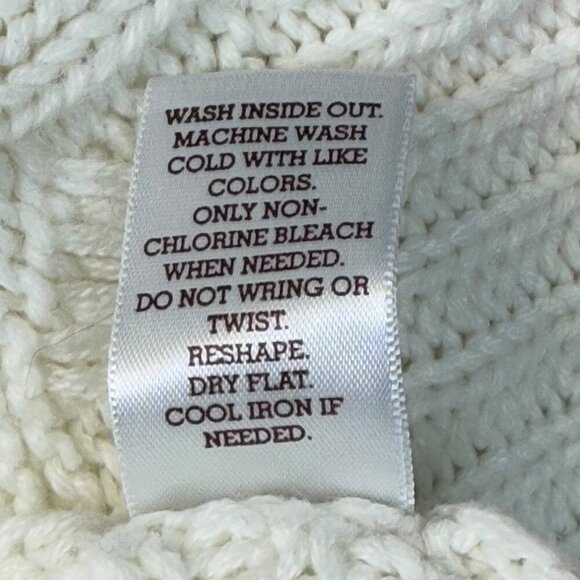 WASH INSIDE OUT.
MACHINE WASH
COLD WITH LIKE
COLORS.
ONLY NON-
CHLORINE BLEACH
WHEN NEEDED.
DO NOT WRING OR
TWIST.
RESHAPE.
DRY FLAT.
COOL IRON IF
NEEDED.